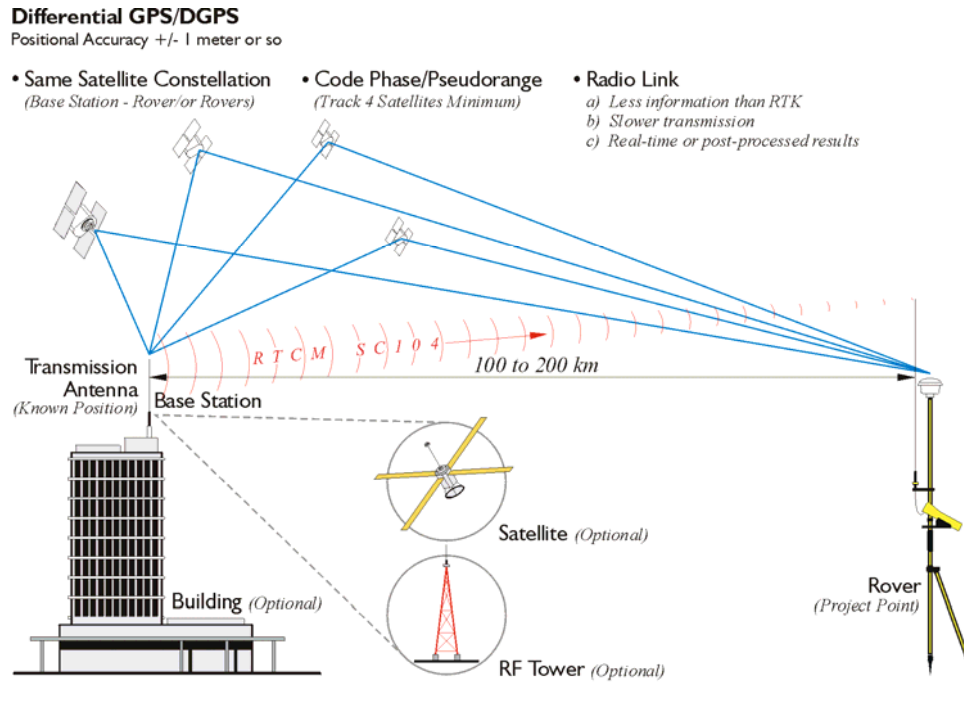 Differential GPS/DGPS
Positional Accuracy +/- 1 meter or so
• Same Satellite Constellation
(Base Station - Rover/or Rovers)
• Code Phase/Pseudorange
(Track 4 Satellites Minimum)
• Radio Link
a) Less information than RTK
b) Slower transmission
c) Real-time or post-processed results
RTCM SC104
100 to 200 km
Transmission
Antenna
(Known Position)
Base Station
Satellite (Optional)
Building (Optional)
Rover
(Project Point)
RF Tower (Optional)